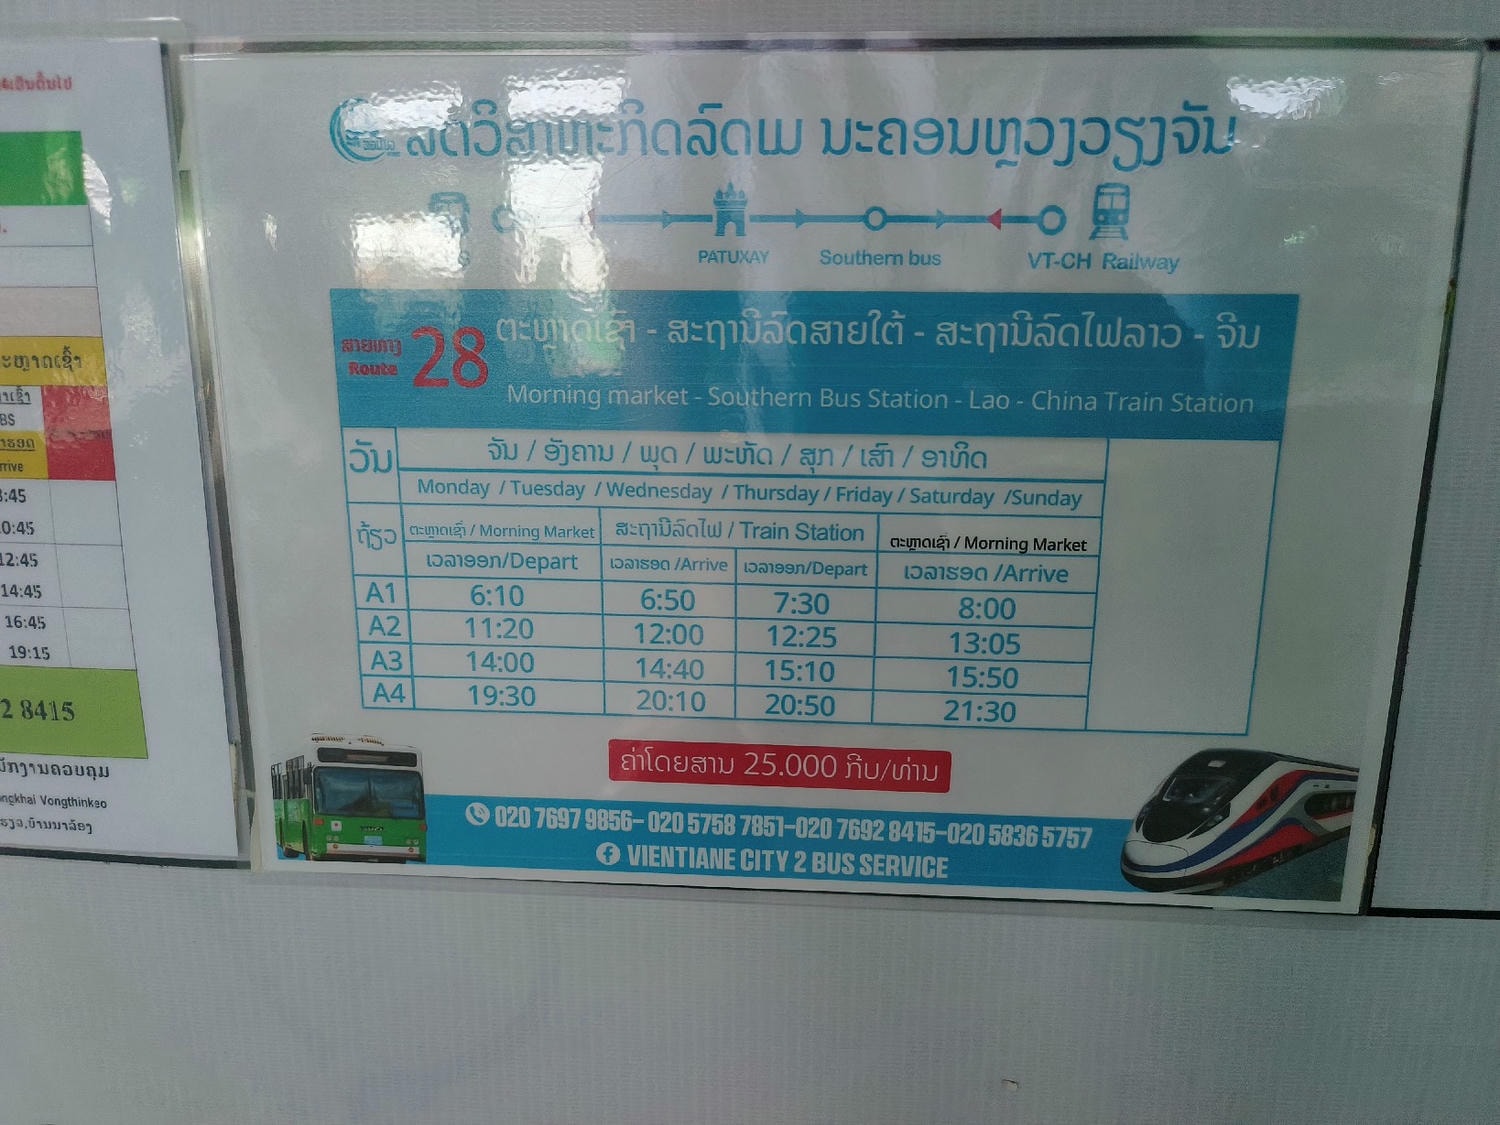 ລັດວິສາຫະກິດລົດເມ ນະຄອນຫຼວງວຽງຈັນ
PATUXAY
Southern bus
VT-CH Railway
ສາຍທາງ
Route
28
ຕະຫຼາດເຊົ້າ - ສະຖານີລົດສາຍໃຕ້ - ສະຖານີລົດໄຟລາວ - ຈີນ
Morning market - Southern Bus Station - Lao - China Train Station
ວັນ
ຈັນ / ອັງຄານ / ພຸດ / ພະຫັດ / ສຸກ / ເສົາ / ອາທິດ
Monday / Tuesday / Wednesday / Thursday / Friday / Saturday /Sunday
ຖ້ຽວ
ຕະຫຼາດເຊົ້າ / Morning Market
ສະຖານີລົດໄຟ / Train Station
ຕະຫຼາດເຊົ້າ / Morning Market
ເວລາອອກ/Depart
ເວລາຮອດ /Arrive
ເວລາອອກ/Depart
ເວລາຮອດ /Arrive
A1 6:10 6:50 7:30 8:00
A2 11:20 12:00 12:25 13:05
A3 14:00 14:40 15:10 15:50
A4 19:30 20:10 20:50 21:30
ຄ່າໂດຍສານ 25.000 ກີບ/ທ່ານ
020 7697 9856- 020 5758 7851-020 7692 8415-020 5836 5757
VIENTIANE CITY 2 BUS SERVICE
10:45
12:45
14:45
16:45
19:15
2 8415
Vongthinkeo